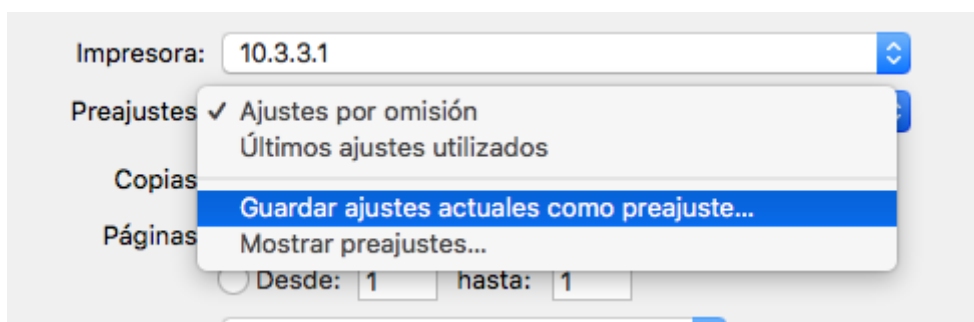 Impresora: 10.3.3.1
Preajustes ✓ Ajustes por omisión
Últimos ajustes utilizados
Copias
Guardar ajustes actuales como preajuste...
Páginas
Mostrar preajustes...
Desde: 1 hasta: 1